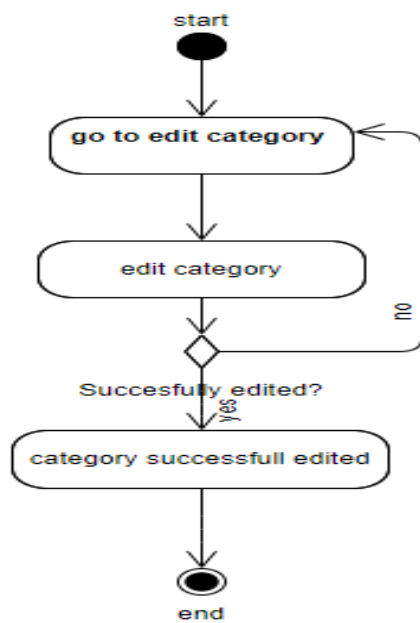 start
go to edit category
edit category
no
Succesfully edited?
yes
category successfull edited
end